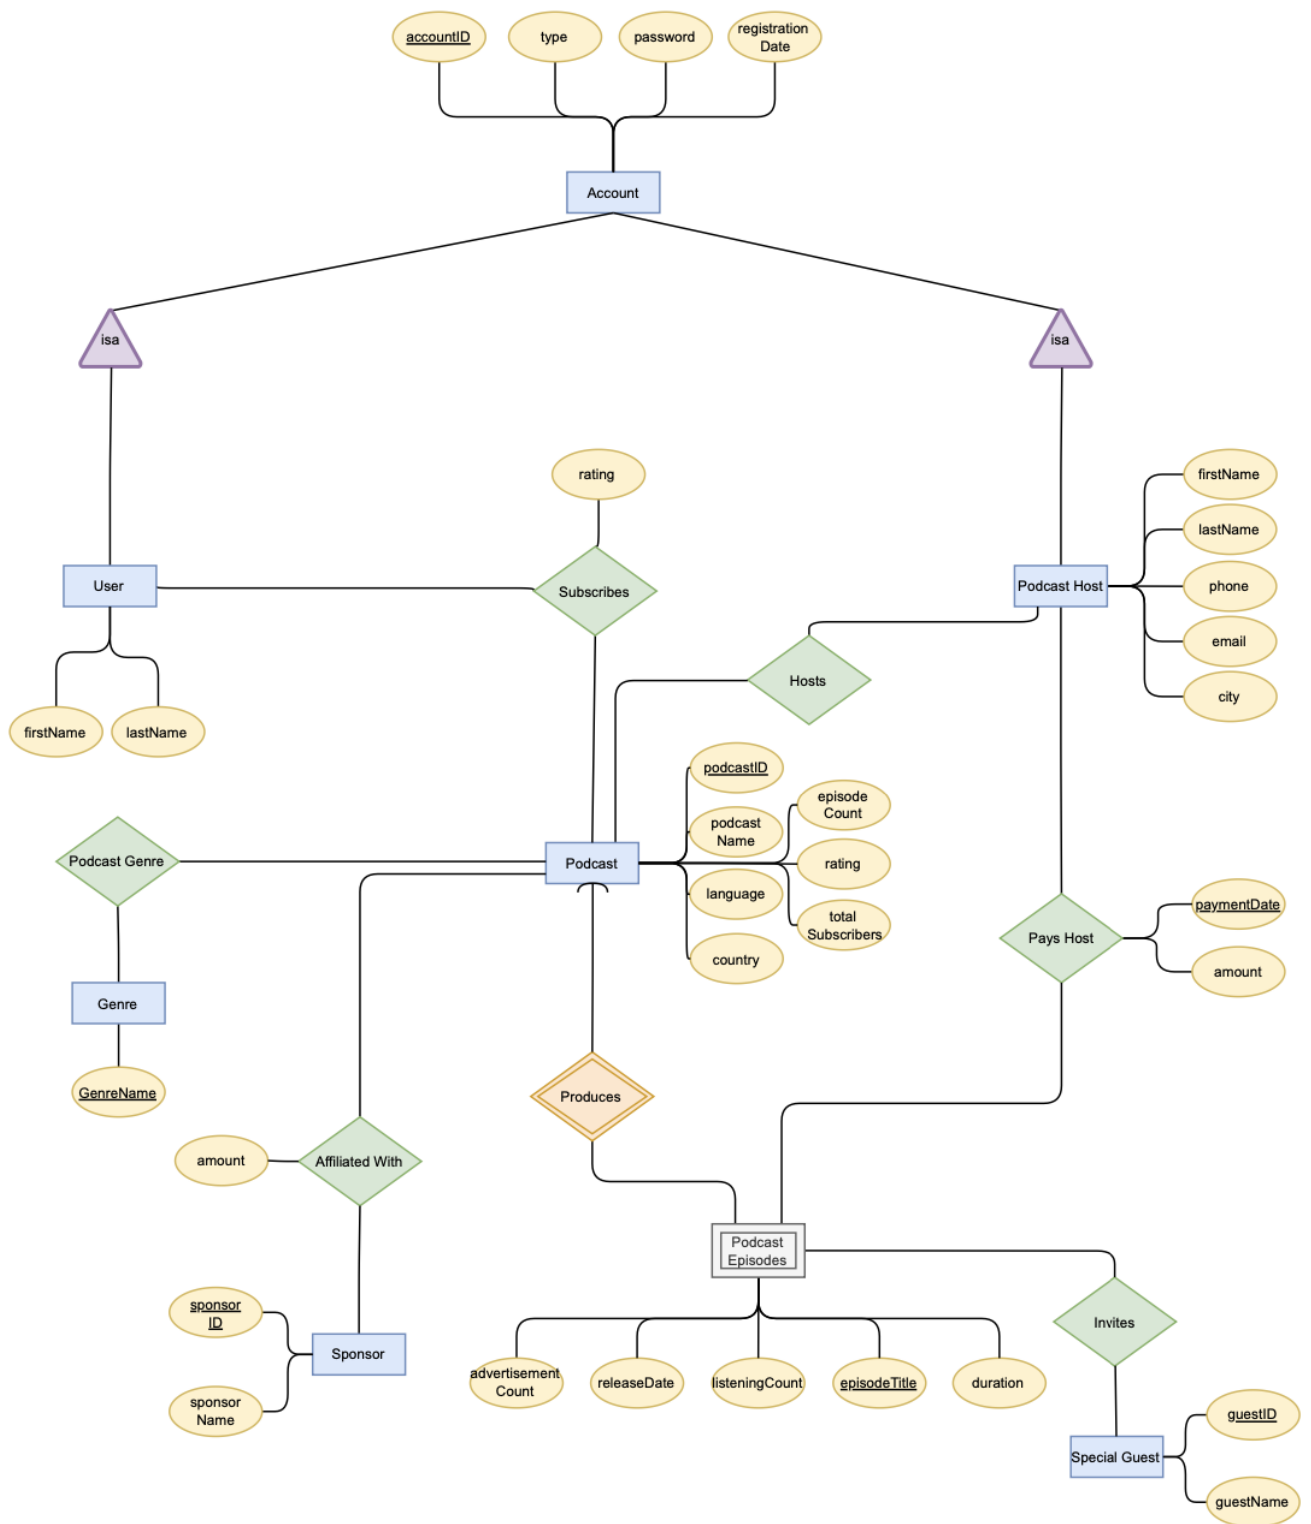 accountID
type
password
registration
Date
Account
isa
isa
rating
firstName
lastName
User
Subscribes
Podcast Host
phone
email
Hosts
city
firstName
lastName
podcastID
episode
Count
podcast
Name
Podcast Genre
Podcast
rating
language
total
Subscribers
paymentDate
Pays Host
country
amount
Genre
GenreName
Produces
amount
Affiliated With
Podcast
Episodes
sponsor
ID
Invites
Sponsor
advertisement
Count
releaseDate
listeningCount
episodeTitle
duration
sponsor
Name
guestID
Special Guest
guestName